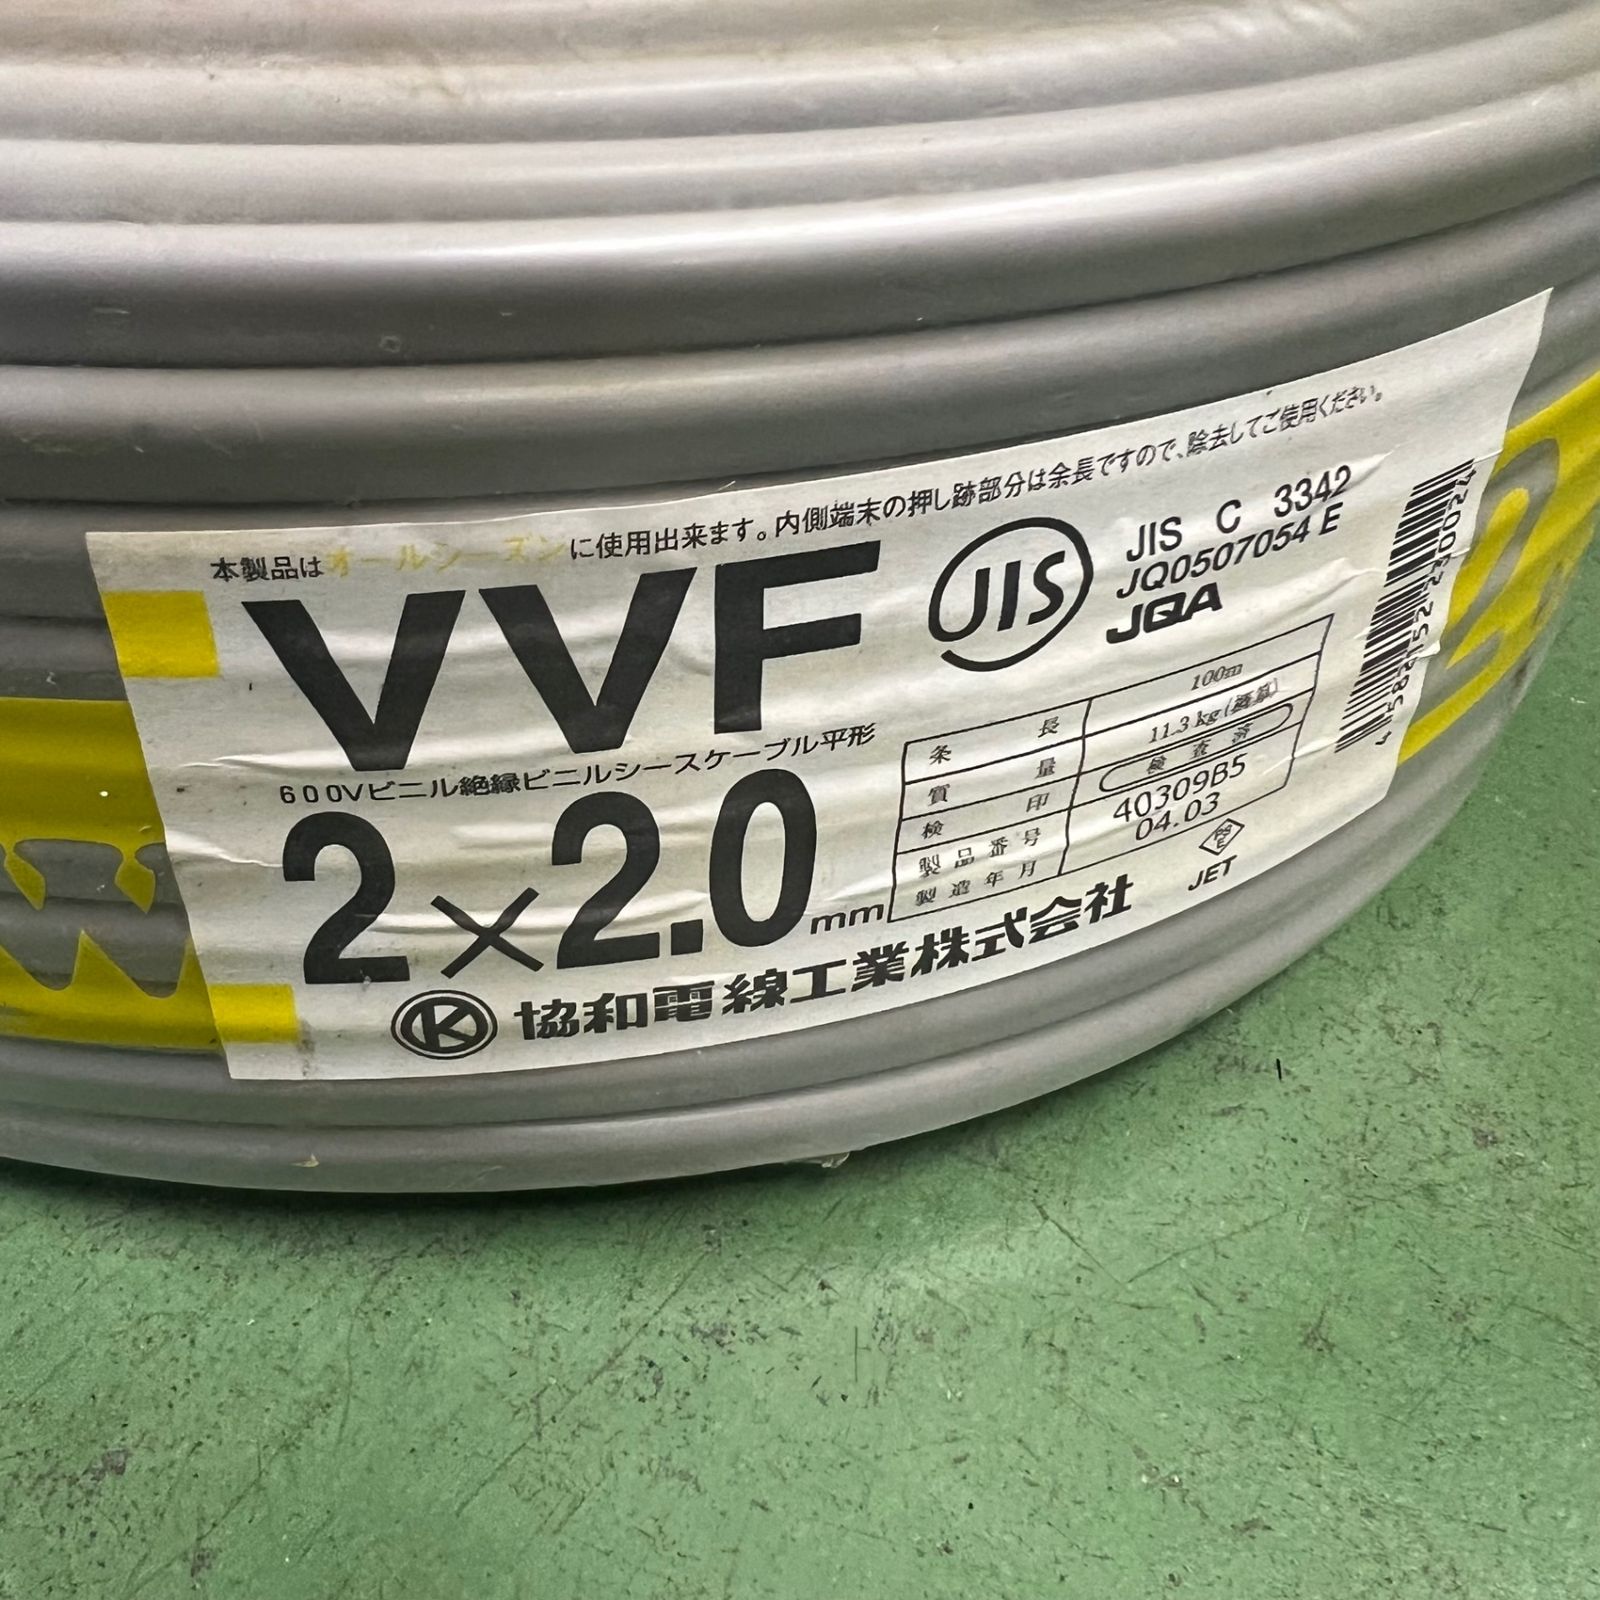 本製品はオールシーズンに使用出来ます。内側端末の押し跡部分は余長ですので、除去してご使用ください。
VVF
JIS
JIS C 3342
JQ0507054E
JQA
600Vビニル絶縁ビニルシースケーブル平形
2×2.0mm
条長 100m
質量 11.3kg(概算)
検印 検査済
製品番号 40309B5
製造年月 04.03
PSE
JET
K 協和電線工業株式会社